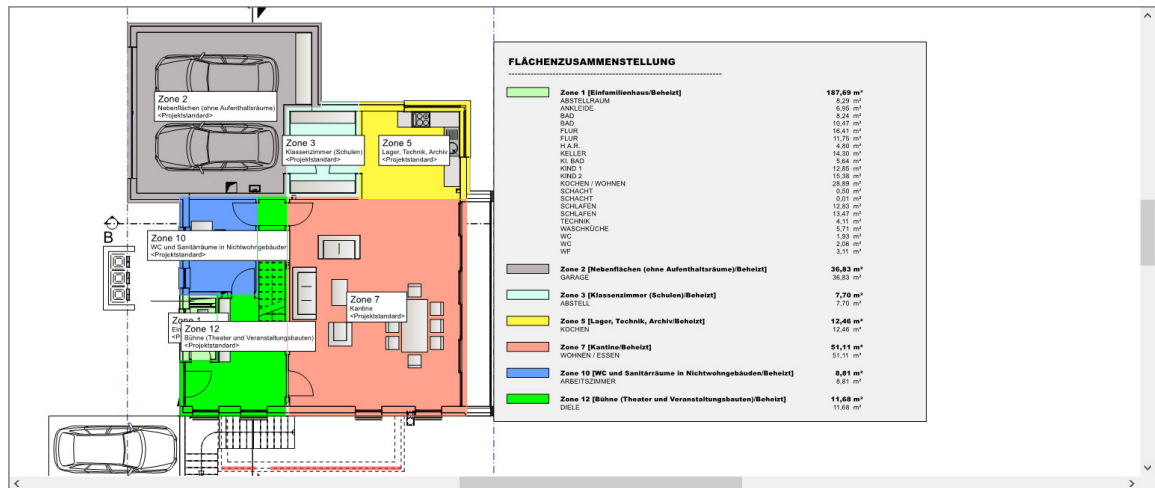 Zone 2
Nebenflächen (ohne Aufenthaltsräume)
<Projektstandard>
Zone 3
Klassenzimmer (Schulen)
<Projektstandard>
Zone 5
Lager, Technik, Archiv
<Projektstandard>
B
Zone 10
WC und Sanitärräume in Nichtwohngebäuden
<Projektstandard>
Zone 7
Kantine
<Projektstandard>
Zone 1
Ein
<P
Zone 12
Bühne (Theater und Veranstaltungsbauten)
<Projektstandard>
FLÄCHENZUSAMMENSTELLUNG
Zone 1 [Einfamilienhaus/Beheizt] 187,69 m²
ABSTELLRAUM 8,29 m²
ANKLEIDE 6,95 m²
BAD 8,24 m²
BAD 10,47 m²
FLUR 16,41 m²
FLUR 11,75 m²
H.A.R. 4,80 m²
KELLER 14,30 m²
KI. BAD 5,64 m²
KIND 1 12,85 m²
KIND 2 15,38 m²
KOCHEN / WOHNEN 28,89 m²
SCHACHT 0,50 m²
SCHACHT 0,01 m²
SCHLAFEN 12,83 m²
SCHLAFEN 13,47 m²
TECHNIK 4,11 m²
WASCHKÜCHE 5,71 m²
WC 1,93 m²
WC 2,06 m²
WF 3,11 m²
Zone 2 [Nebenflächen (ohne Aufenthaltsräume)/Beheizt] 36,83 m²
GARAGE 36,83 m²
Zone 3 [Klassenzimmer (Schulen)/Beheizt] 7,70 m²
ABSTELL 7,70 m²
Zone 5 [Lager, Technik, Archiv/Beheizt] 12,46 m²
KOCHEN 12,46 m²
Zone 7 [Kantine/Beheizt] 51,11 m²
WOHNEN / ESSEN 51,11 m²
Zone 10 [WC und Sanitärräume in Nichtwohngebäuden/Beheizt] 8,81 m²
ARBEITSZIMMER 8,81 m²
Zone 12 [Bühne (Theater und Veranstaltungsbauten)/Beheizt] 11,68 m²
DIELE 11,68 m²